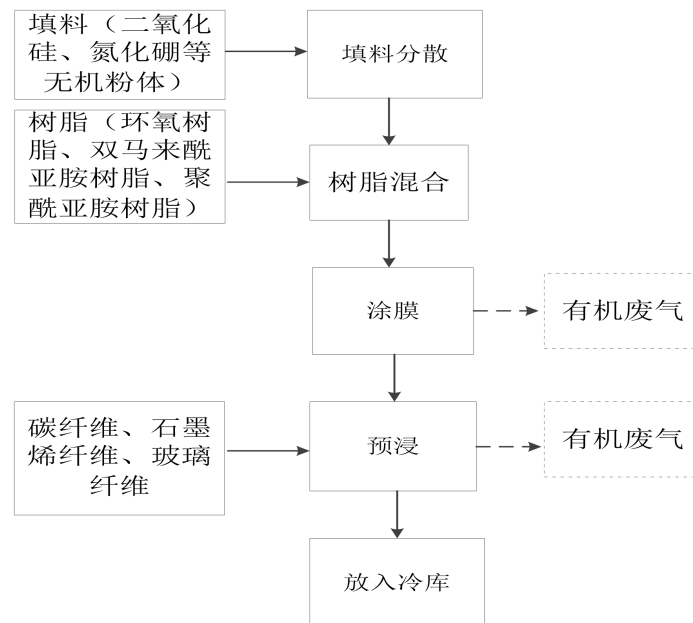 填料（二氧化
硅、氮化硼等
无机粉体）
填料分散
树脂（环氧树
脂、双马来酰
亚胺树脂、聚
酰亚胺树脂）
树脂混合
涂膜
有机废气
碳纤维、石墨
烯纤维、玻璃
纤维
预浸
有机废气
放入冷库